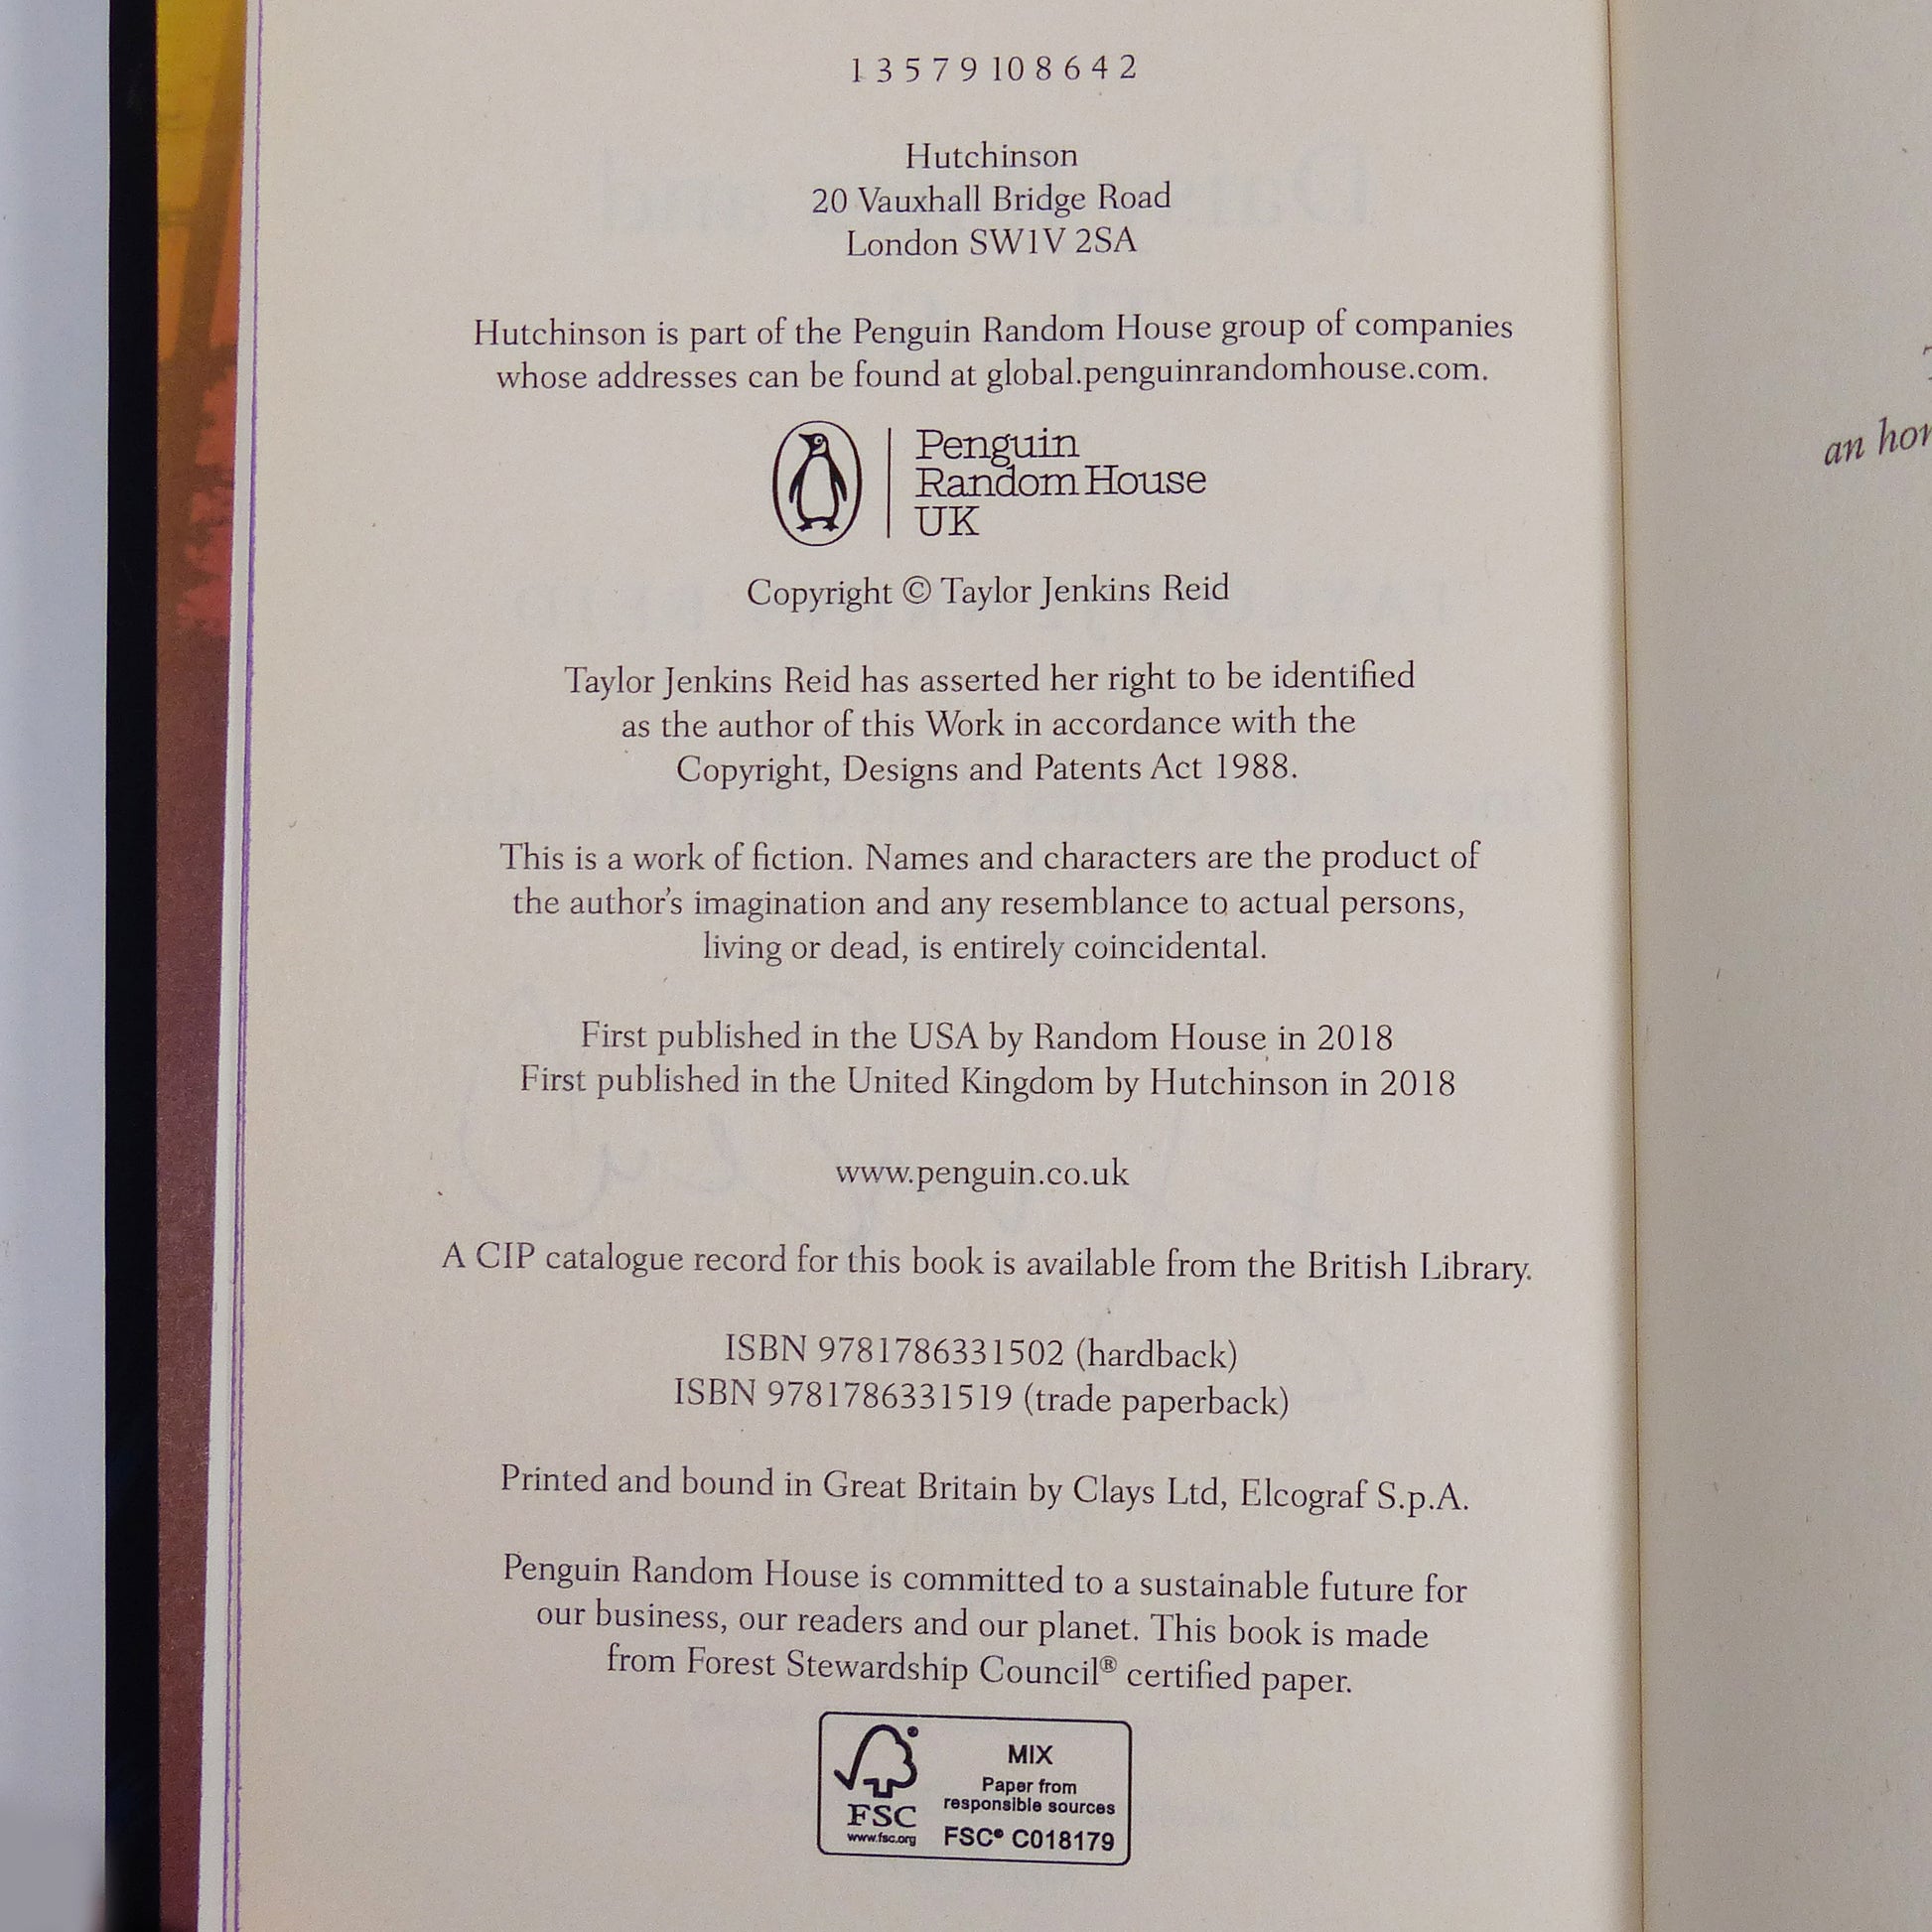 1 3 5 7 9 10 8 6 4 2
Hutchinson
20 Vauxhall Bridge Road
London SW1V 2SA
Hutchinson is part of the Penguin Random House group of companies
whose addresses can be found at global.penguinrandomhouse.com.
Penguin
Random House
UK
Copyright © Taylor Jenkins Reid
Taylor Jenkins Reid has asserted her right to be identified
as the author of this Work in accordance with the
Copyright, Designs and Patents Act 1988.
This is a work of fiction. Names and characters are the product of
the author's imagination and any resemblance to actual persons,
living or dead, is entirely coincidental.
First published in the USA by Random House in 2018
First published in the United Kingdom by Hutchinson in 2018
www.penguin.co.uk
A CIP catalogue record for this book is available from the British Library.
ISBN 9781786331502 (hardback)
ISBN 9781786331519 (trade paperback)
Printed and bound in Great Britain by Clays Ltd, Elcograf S.p.A.
Penguin Random House is committed to a sustainable future for
our business, our readers and our planet. This book is made
from Forest Stewardship Council® certified paper.
FSC
www.fsc.org
MIX
Paper from
responsible sources
FSC® C018179
an